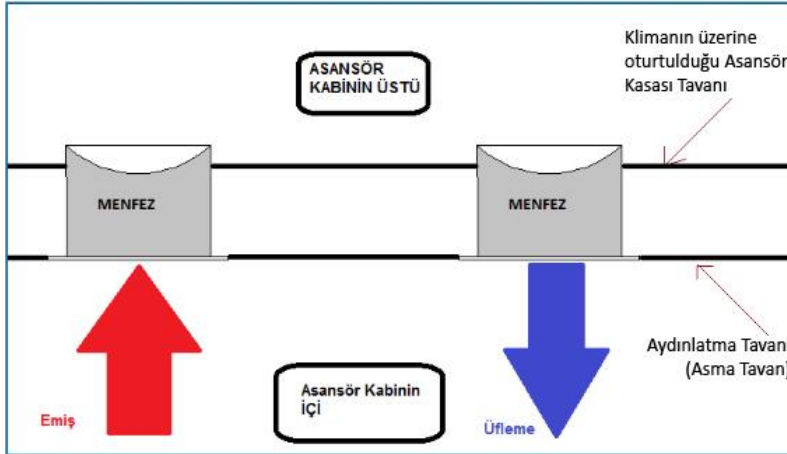 Klimanın üzerine
oturtulduğu Asansör
Kasası Tavanı
ASANSÖR
KABİNİN ÜSTÜ
MENFEZ
MENFEZ
Aydınlatma Tavanı
(Asma Tavan)
Asansör Kabinin
İÇİ
Emiş
Üfleme